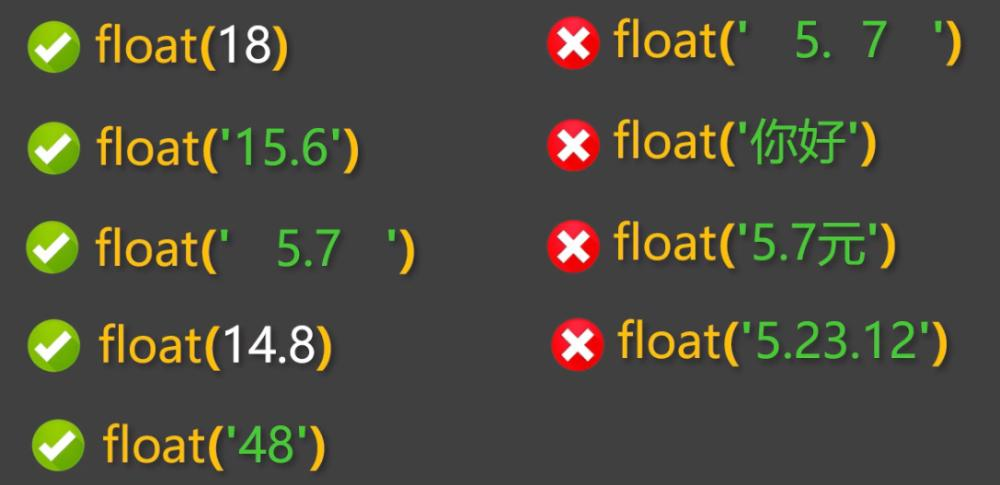 float(18)
float('15.6')
float('   5.7   ')
float(14.8)
float('48')
float('   5.  7   ')
float('你好')
float('5.7元')
float('5.23.12')